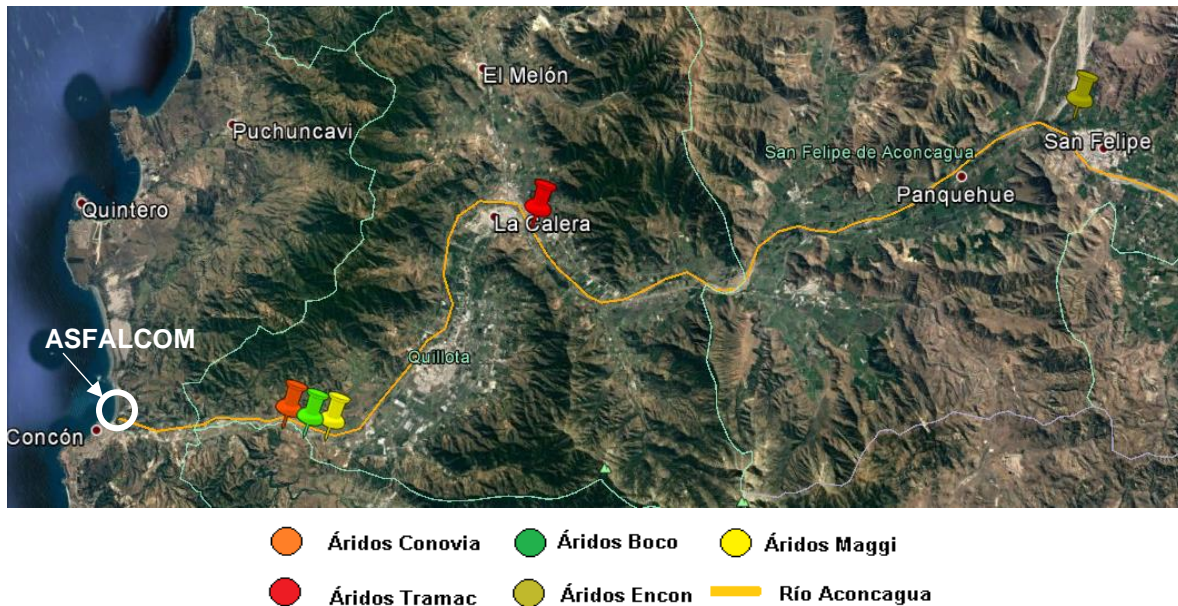 El Melón
Puchuncavi
San Felipe
San Felipe de Aconcagua
Panquehue
Quintero
La Calera
ASFALCOM
Quillota
Concón
Áridos Conovia
Áridos Boco
Áridos Maggi
Áridos Tramac
Áridos Encon
Río Aconcagua